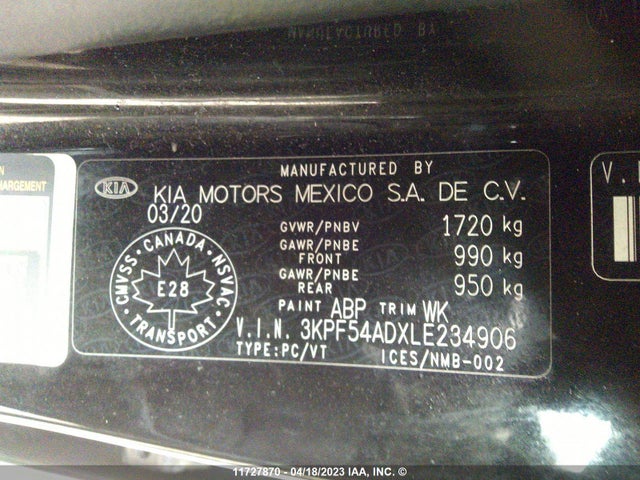 MANUFACTURED BY
KIA
KIA MOTORS MEXICO S.A. DE C.V.
03/20
GVWR/PNBV 1720 kg
GAWR/PNBE FRONT 990 kg
GAWR/PNBE REAR 950 kg
CMVSS · CANADA · NSVAC
E28
TRANSPORT
PAINT ABP TRIM WK
V.I.N. 3KPF54ADXLE234906
TYPE:PC/VT ICES/NMB-002
V.
11727870 - 04/18/2023 IAA, INC. ©